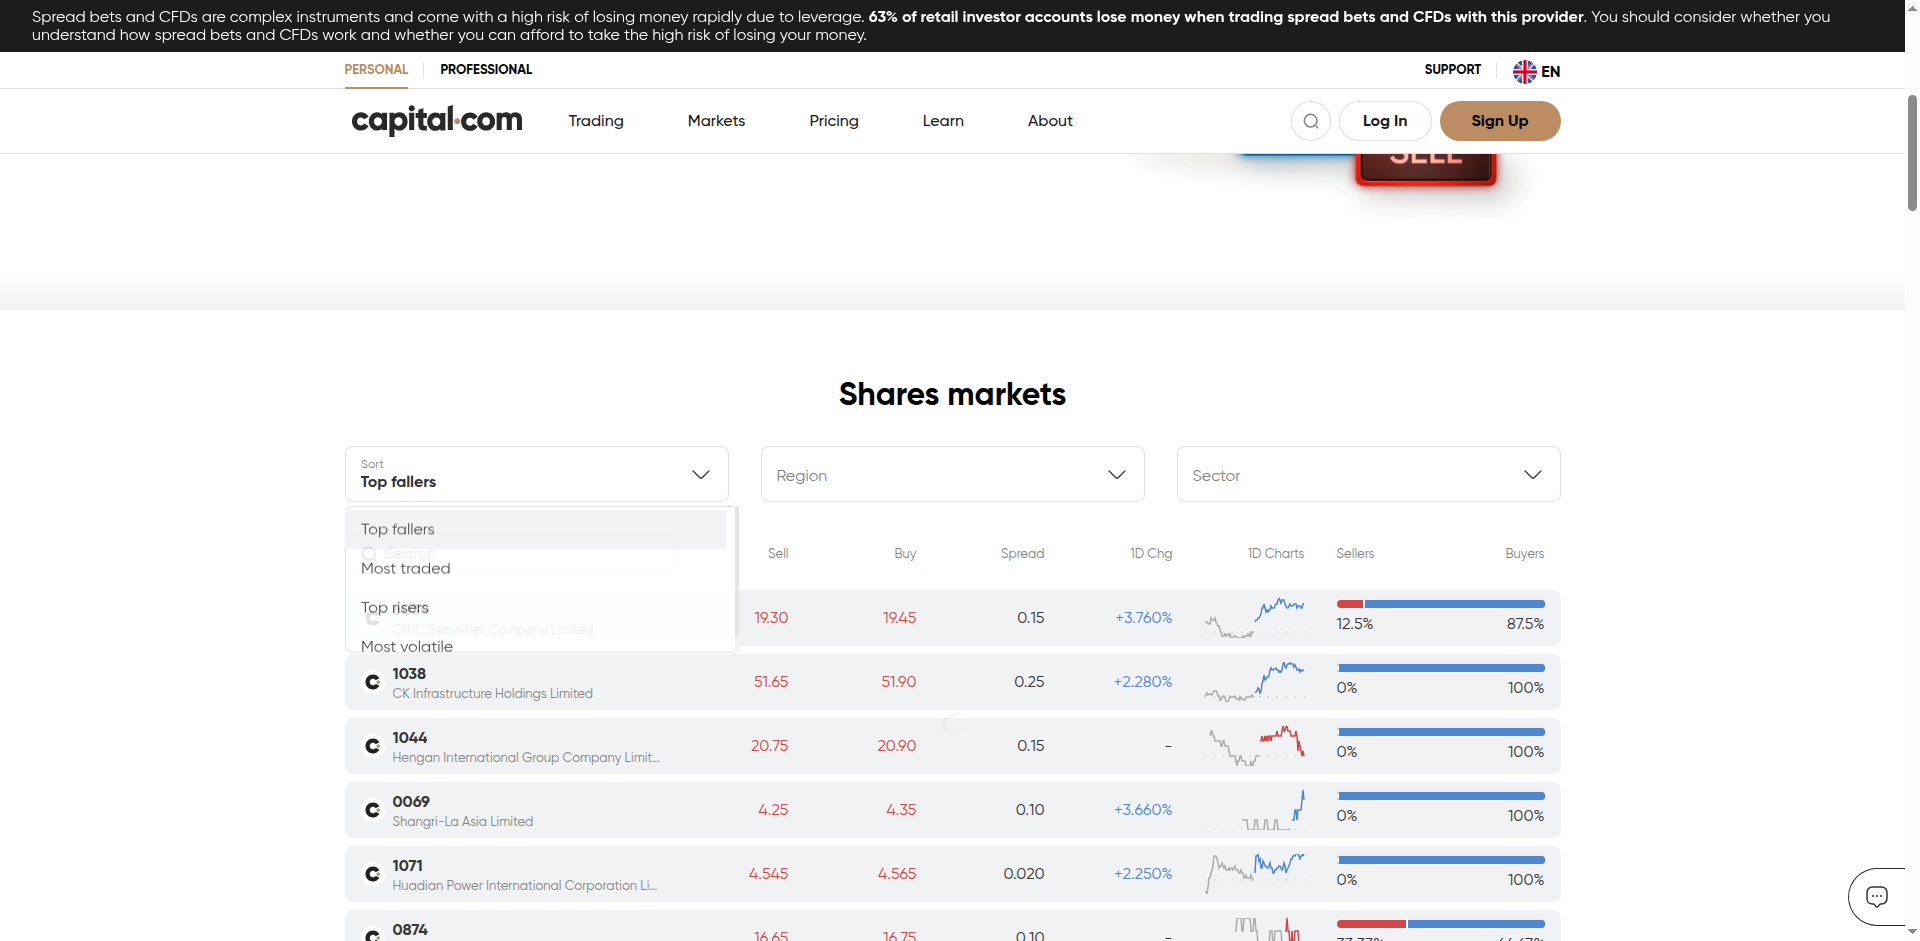 Spread bets and CFDs are complex instruments and come with a high risk of losing money rapidly due to leverage. 63% of retail investor accounts lose money when trading spread bets and CFDs with this provider. You should consider whether you
understand how spread bets and CFDs work and whether you can afford to take the high risk of losing your money.
PERSONAL PROFESSIONAL SUPPORT EN
capital.com Trading Markets Pricing Learn About Log In Sign Up
SELL
Shares markets
Sort
Top fallers
Region
Sector
Top fallers
Search
Most traded
Top risers
CITIC Securities Company Limited
Most volatile
Sell Buy Spread 1D Chg 1D Charts Sellers Buyers
19.30 19.45 0.15 +3.760% 12.5% 87.5%
1038
CK Infrastructure Holdings Limited
51.65 51.90 0.25 +2.280% 0% 100%
1044
Hengan International Group Company Limit...
20.75 20.90 0.15 - 0% 100%
0069
Shangri-La Asia Limited
4.25 4.35 0.10 +3.660% 0% 100%
1071
Huadian Power International Corporation Li...
4.545 4.565 0.020 +2.250% 0% 100%
0874
16.65 16.75 0.10 -